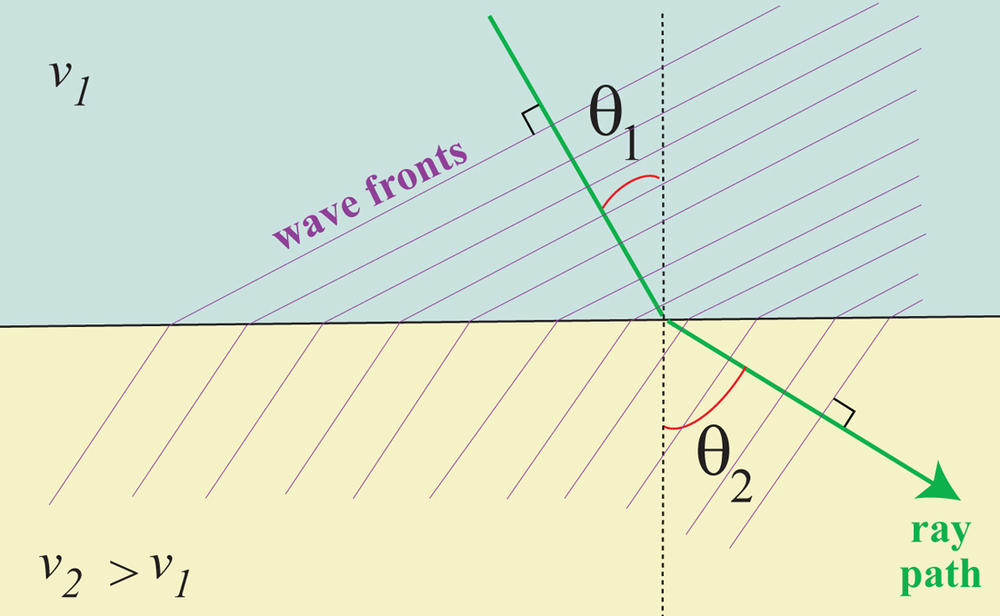 v₁
θ₁
wave fronts
θ₂
v₂ > v₁
ray
path